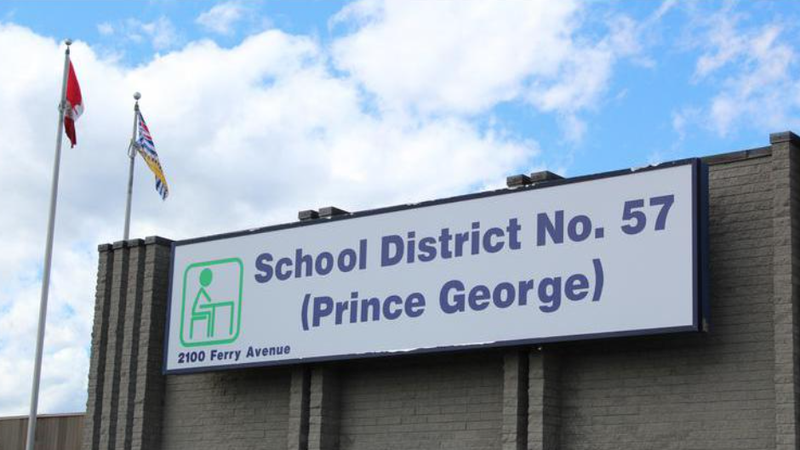 School District No. 57
(Prince George)
2100 Ferry Avenue